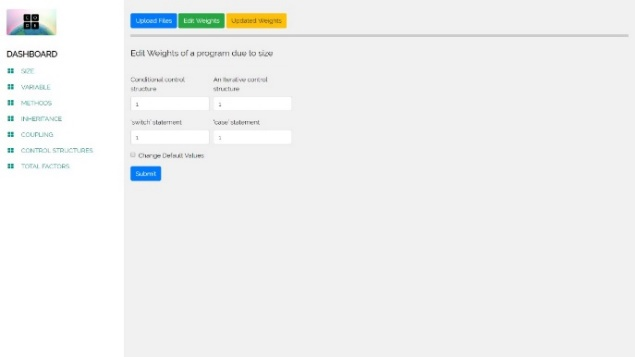 CO
DE
Upload Files Edit Weights Updated Weights
DASHBOARD
Edit Weights of a program due to size
SIZE
VARIABLE
METHODS
INHERITANCE
COUPLING
CONTROL STRUCTURES
TOTAL FACTORS
Conditional control
structure
An iterative control
structure
1
1
'switch' statement
'case' statement
1
1
Change Default Values
Submit